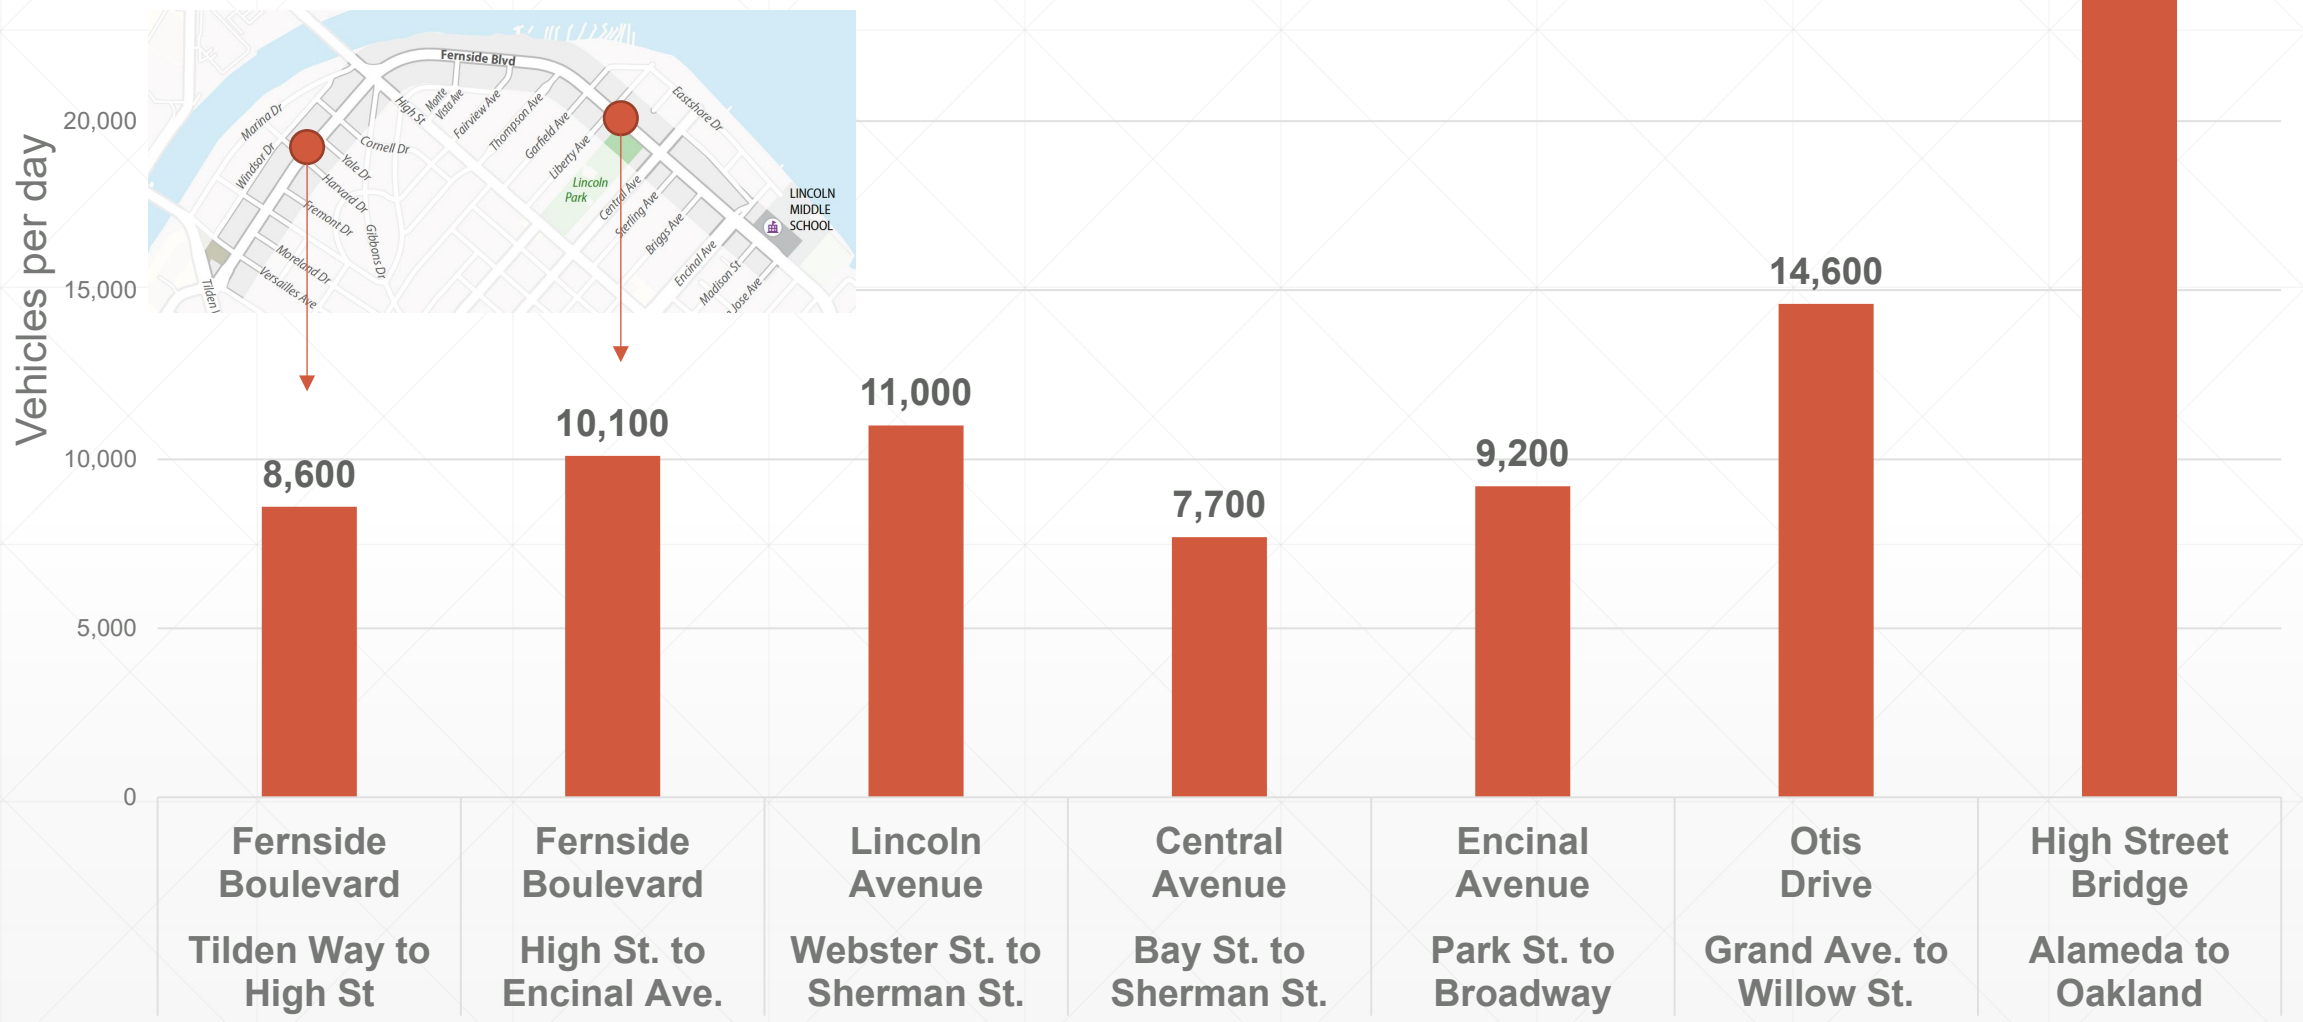 Vehicles per day
20,000
15,000
10,000
5,000
0
Fernside Blvd
Marina Dr
Windsor Dr
High St
Monte
Vista Ave
Fairview Ave
Thompson Ave
Garfield Ave
Liberty Ave
Eastshore Dr
Cornell Dr
Yale Dr
Harvard Dr
Fremont Dr
Gibbons Dr
Moreland Dr
Versailles Ave
Tilden
Lincoln
Park
Central Ave
Sterling Ave
Briggs Ave
Encinal Ave
Madison St
Jose Ave
LINCOLN
MIDDLE
SCHOOL
8,600
10,100
11,000
7,700
9,200
14,600
Fernside
Boulevard
Tilden Way to
High St
Fernside
Boulevard
High St. to
Encinal Ave.
Lincoln
Avenue
Webster St. to
Sherman St.
Central
Avenue
Bay St. to
Sherman St.
Encinal
Avenue
Park St. to
Broadway
Otis
Drive
Grand Ave. to
Willow St.
High Street
Bridge
Alameda to
Oakland